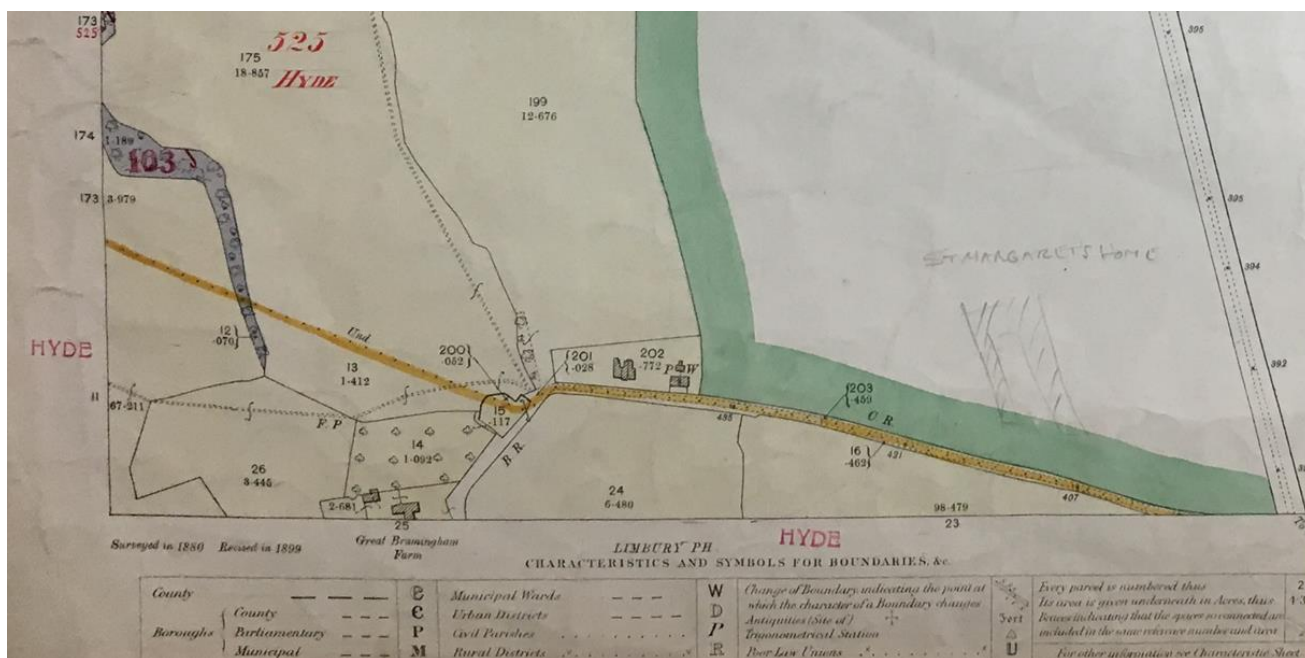 173
525
525
175
18·857
HYDE
199
12·676
395
174
1·189
103
173
3·979
395
ST MARGARETS HOME
394
HYDE
12
·070
Und
200
·052
201
·028
202
·772
P W
392
13
1·412
11
67·211
F. P
15
·117
203
·459
O R
485
14
1·092
B R
16
·462
421
26
3·445
24
6·480
407
2·681
98·479
25
23
Surveyed in 1880 Revised in 1899
Great Bramingham
Farm
LIMBURY PH
HYDE
CHARACTERISTICS AND SYMBOLS FOR BOUNDARIES, &c.
County
Boroughs
County
Parliamentary
Municipal
B
C
P
M
Municipal Wards
Urban Districts
Civil Parishes
Rural Districts
W
D
P
R
Change of Boundary, indicating the point at
which the character of a Boundary changes
Antiquities (Site of)
Trigonometrical Station
Poor Law Unions
U
Every parcel is numbered thus
Its area is given underneath in Acres, thus
Braces indicating that the spaces so connected are
included in the same reference number and area
For other information see Characteristic Sheet